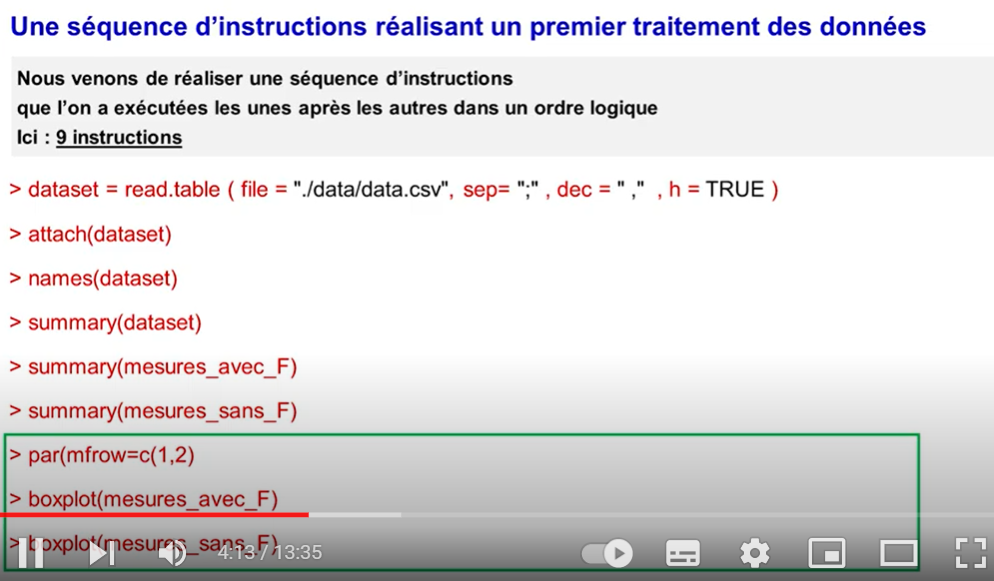 Une séquence d'instructions réalisant un premier traitement des données
Nous venons de réaliser une séquence d'instructions
que l'on a exécutées les unes après les autres dans un ordre logique
Ici : 9 instructions
> dataset = read.table ( file = "./data/data.csv", sep= ";" , dec = " ," , h = TRUE )
> attach(dataset)
> names(dataset)
> summary(dataset)
> summary(mesures_avec_F)
> summary(mesures_sans_F)
> par(mfrow=c(1,2)
> boxplot(mesures_avec_F)
> boxplot(mesures_sans_F)
4:13 / 13:35